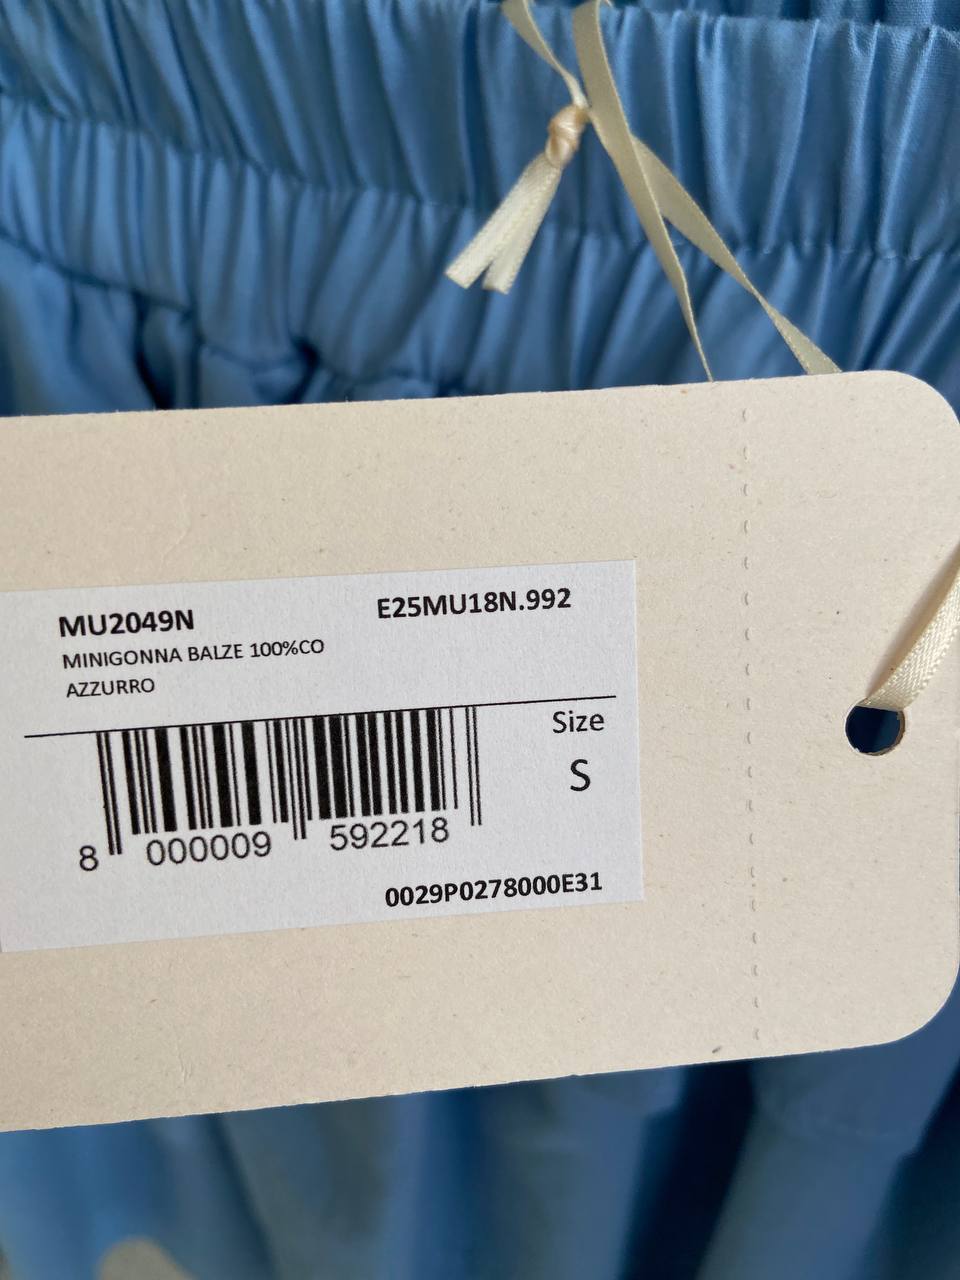 MU2049N E25MU18N.992
MINIGONNA BALZE 100%CO
AZZURRO
Size
S
8 000009 592218
0029P0278000E31